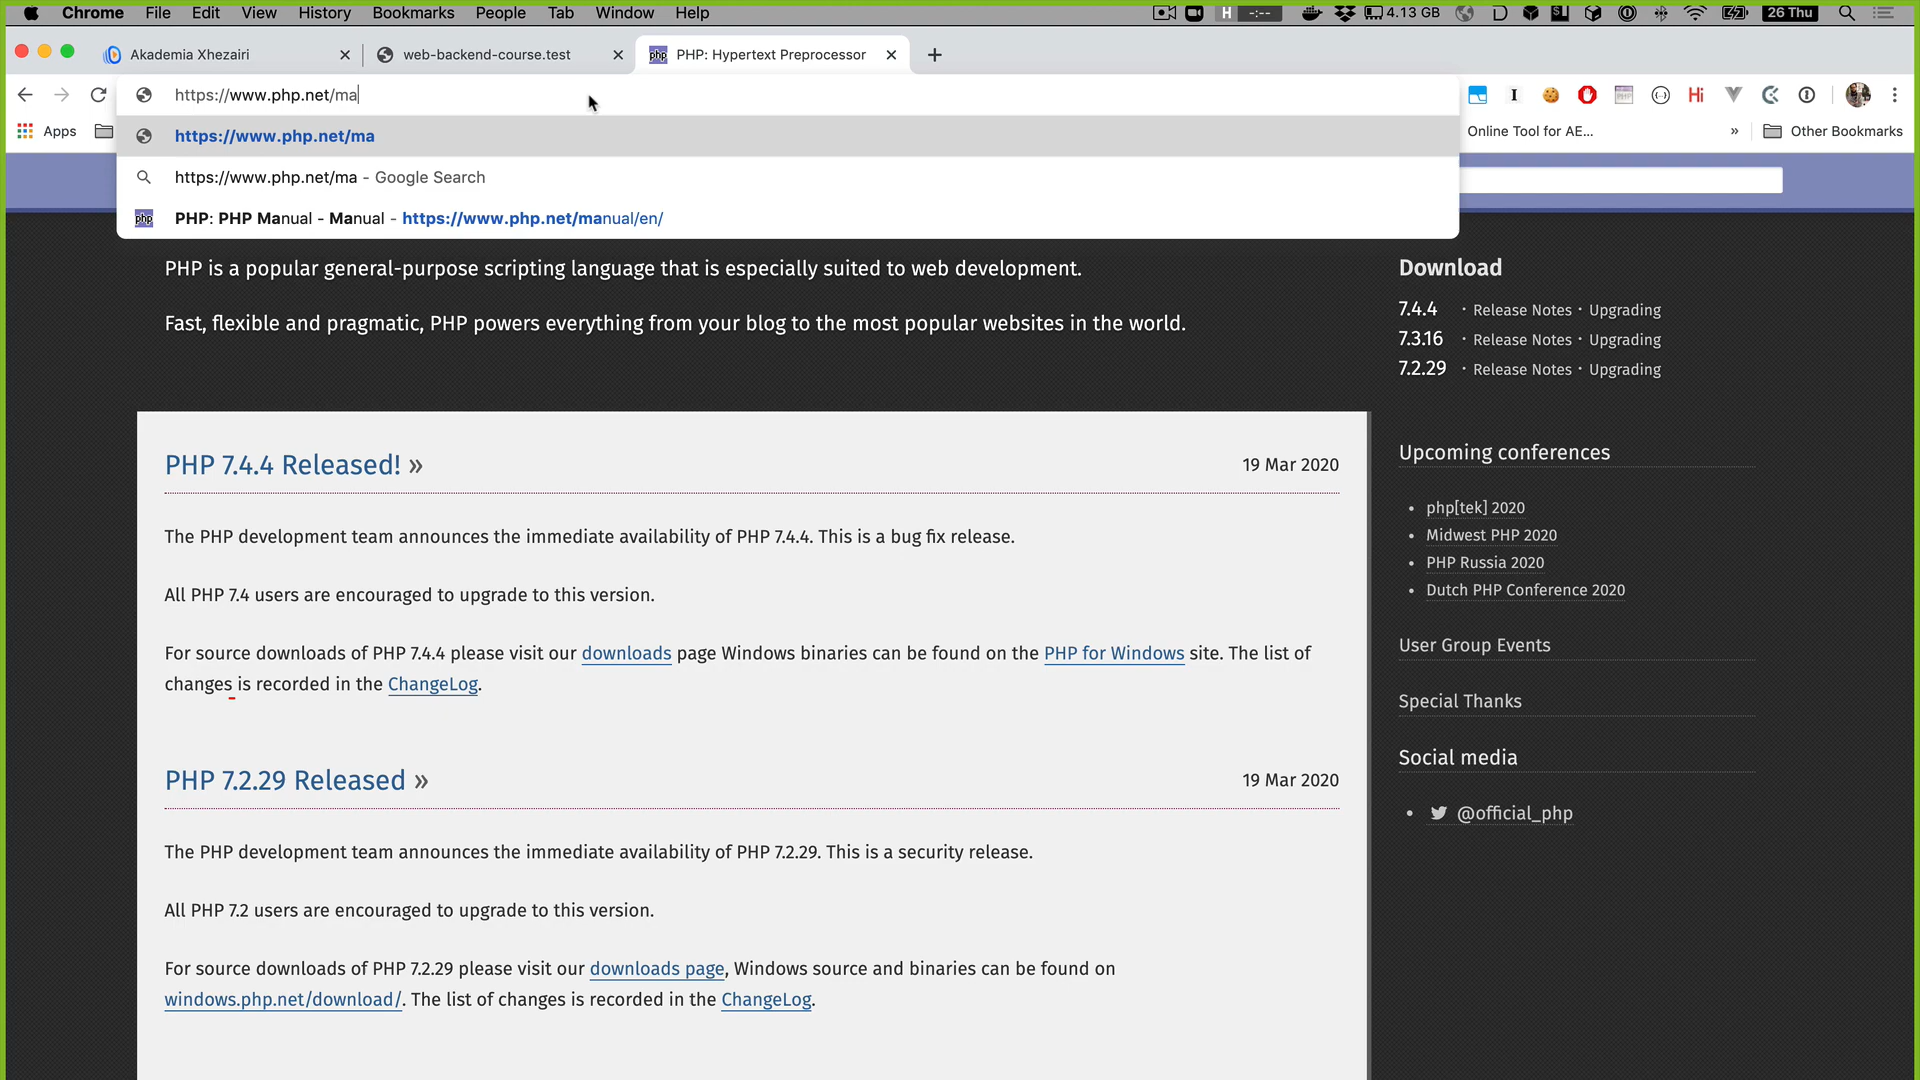 Chrome File Edit View History Bookmarks People Tab Window Help
H -:-- 4.13 GB 26 Thu
Akademia Xhezairi
web-backend-course.test
php PHP: Hypertext Preprocessor
https://www.php.net/ma
https://www.php.net/ma
https://www.php.net/ma - Google Search
php PHP: PHP Manual - Manual - https://www.php.net/manual/en/
Hi
Apps
Online Tool for AE...
» Other Bookmarks
PHP is a popular general-purpose scripting language that is especially suited to web development.
Fast, flexible and pragmatic, PHP powers everything from your blog to the most popular websites in the world.
Download
7.4.4 · Release Notes · Upgrading
7.3.16 · Release Notes · Upgrading
7.2.29 · Release Notes · Upgrading
PHP 7.4.4 Released! »
19 Mar 2020
The PHP development team announces the immediate availability of PHP 7.4.4. This is a bug fix release.
All PHP 7.4 users are encouraged to upgrade to this version.
For source downloads of PHP 7.4.4 please visit our downloads page Windows binaries can be found on the PHP for Windows site. The list of
changes is recorded in the ChangeLog.
PHP 7.2.29 Released »
19 Mar 2020
The PHP development team announces the immediate availability of PHP 7.2.29. This is a security release.
All PHP 7.2 users are encouraged to upgrade to this version.
For source downloads of PHP 7.2.29 please visit our downloads page, Windows source and binaries can be found on
windows.php.net/download/. The list of changes is recorded in the ChangeLog.
Upcoming conferences
• php[tek] 2020
• Midwest PHP 2020
• PHP Russia 2020
• Dutch PHP Conference 2020
User Group Events
Special Thanks
Social media
• @official_php